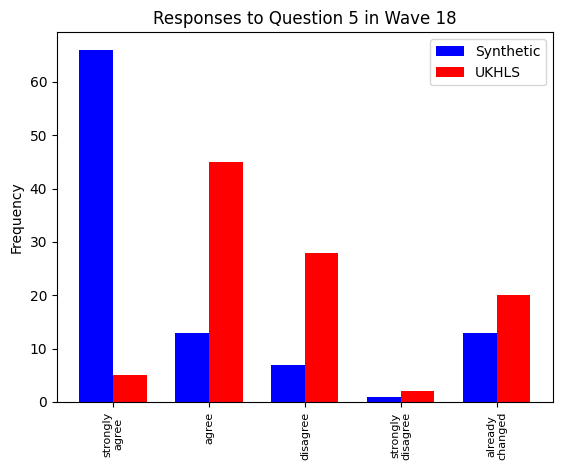 Responses to Question 5 in Wave 18
Synthetic
UKHLS
Frequency
60
50
40
30
20
10
0
strongly
agree
agree
disagree
strongly
disagree
already
changed